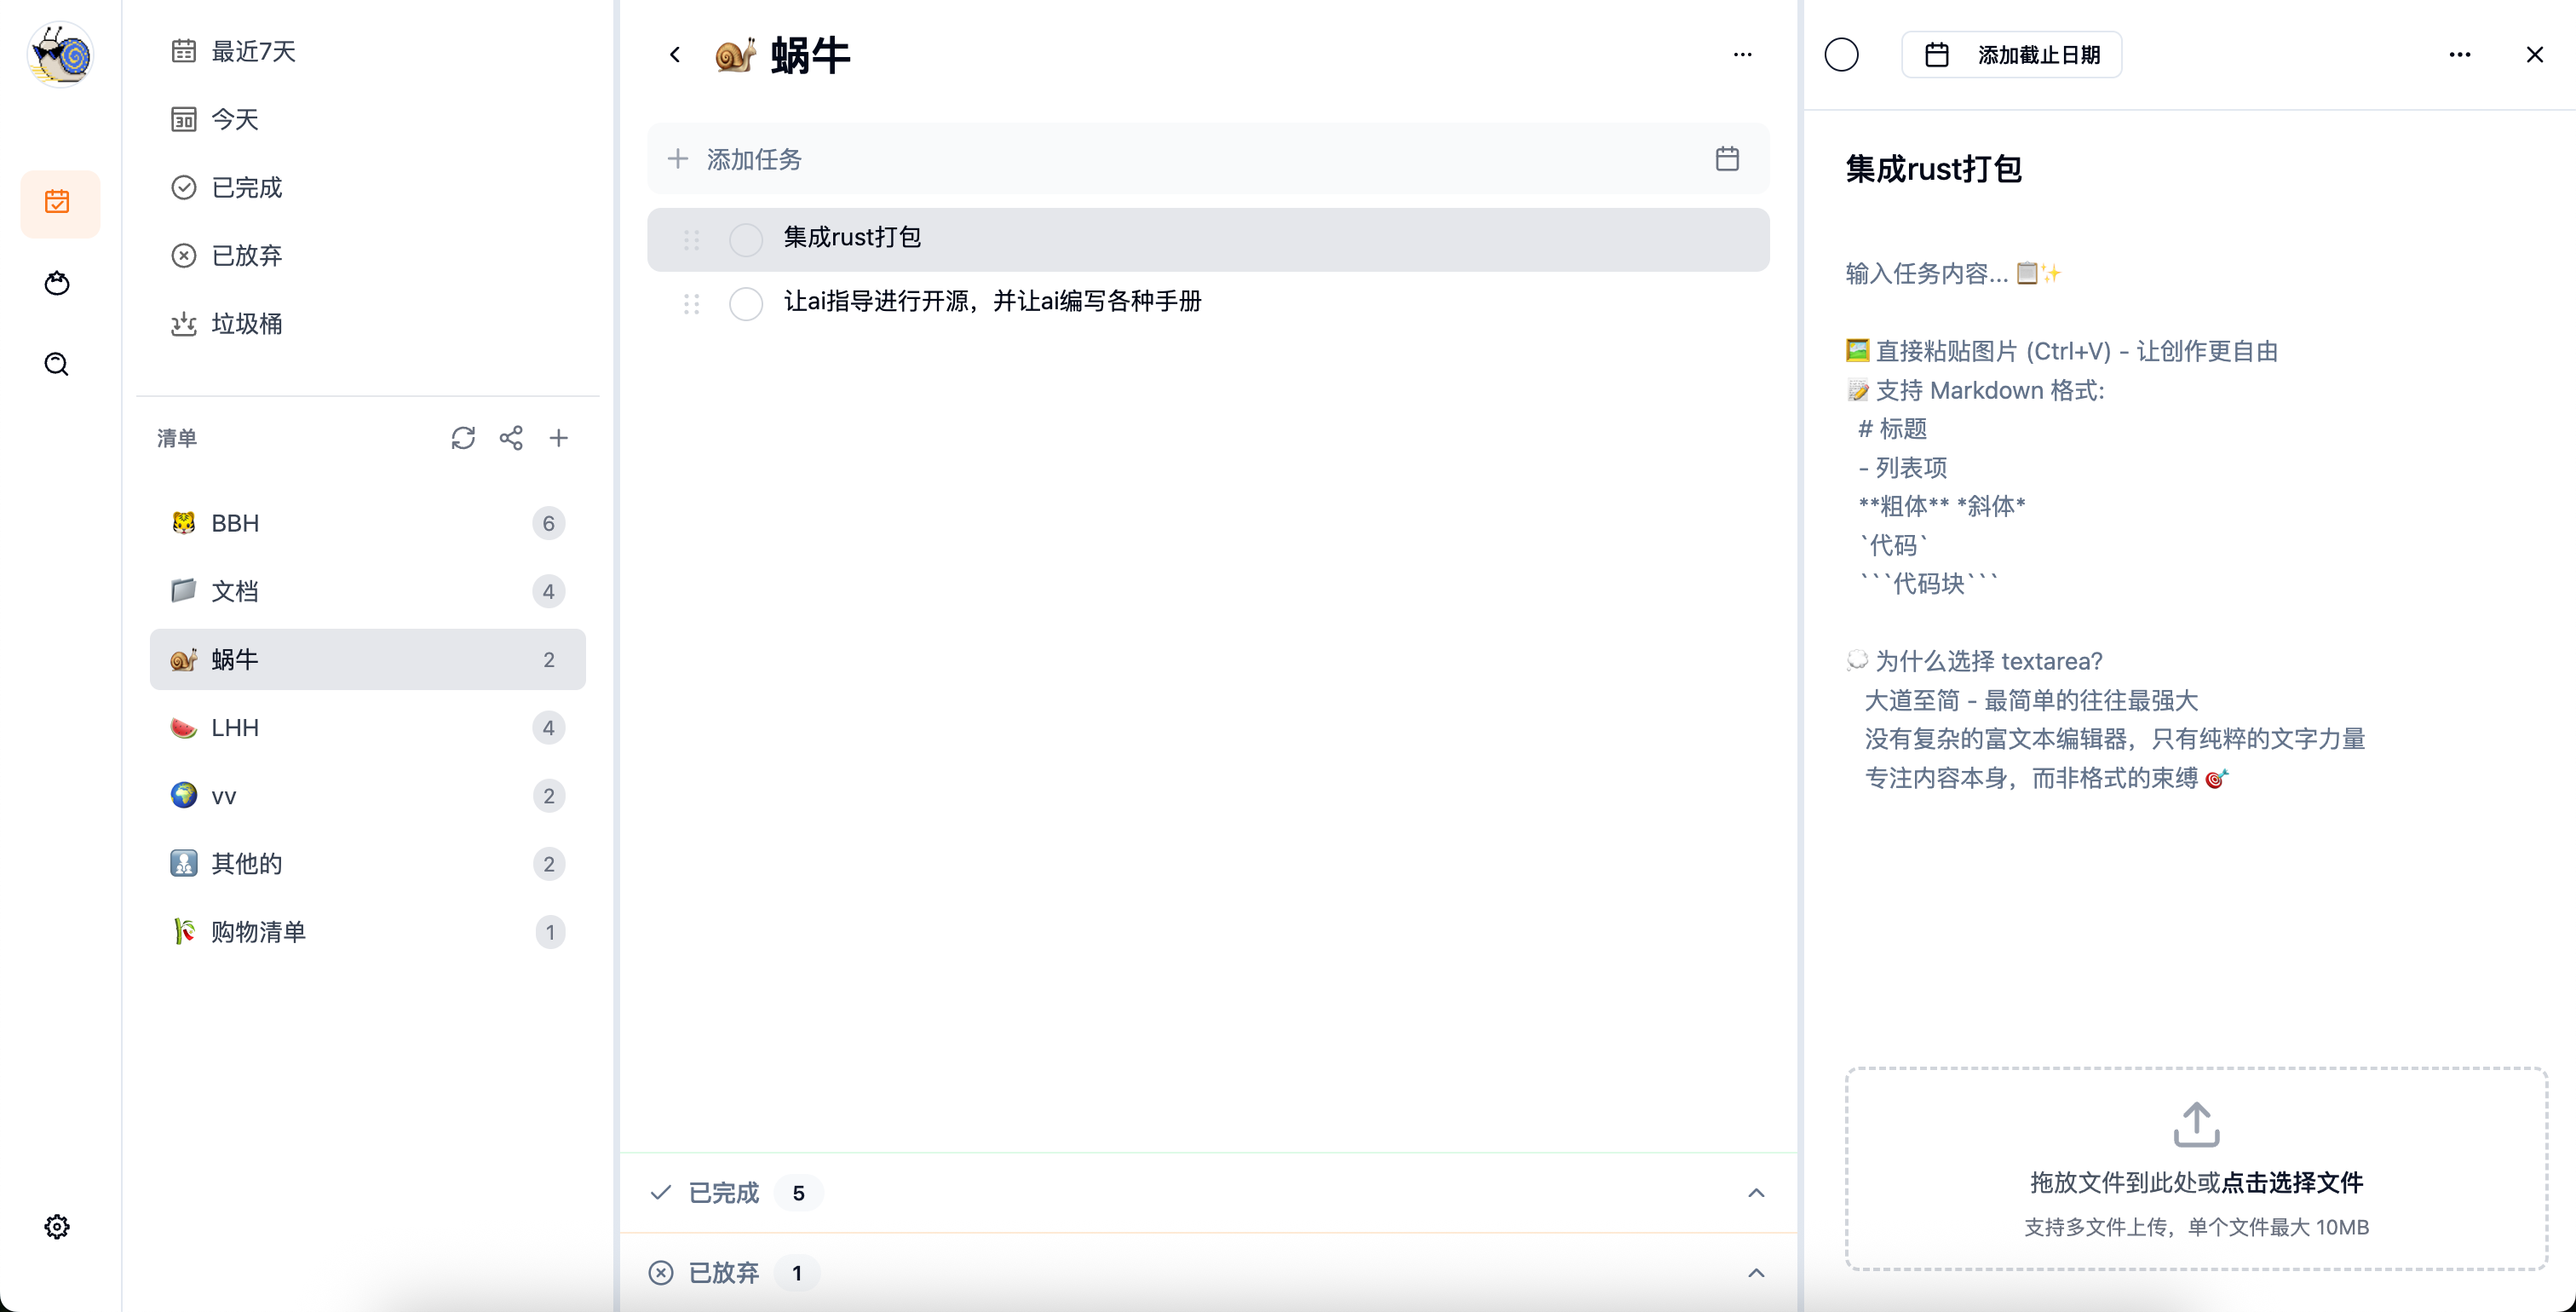 最近7天
30
今天
已完成
已放弃
垃圾桶
清单
BBH
6
文档
4
蜗牛
2
LHH
4
vv
2
其他的
2
购物清单
1
蜗牛
添加任务
集成rust打包
让ai指导进行开源，并让ai编写各种手册
已完成 5
已放弃 1
添加截止日期
集成rust打包
输入任务内容... 📋✨
🖼️ 直接粘贴图片 (Ctrl+V) - 让创作更自由
📝 支持 Markdown 格式:
# 标题
- 列表项
**粗体** *斜体*
`代码`
```代码块```
💭 为什么选择 textarea?
大道至简 - 最简单的往往最强大
没有复杂的富文本编辑器，只有纯粹的文字力量
专注内容本身，而非格式的束缚 🎯
拖放文件到此处或点击选择文件
支持多文件上传，单个文件最大 10MB